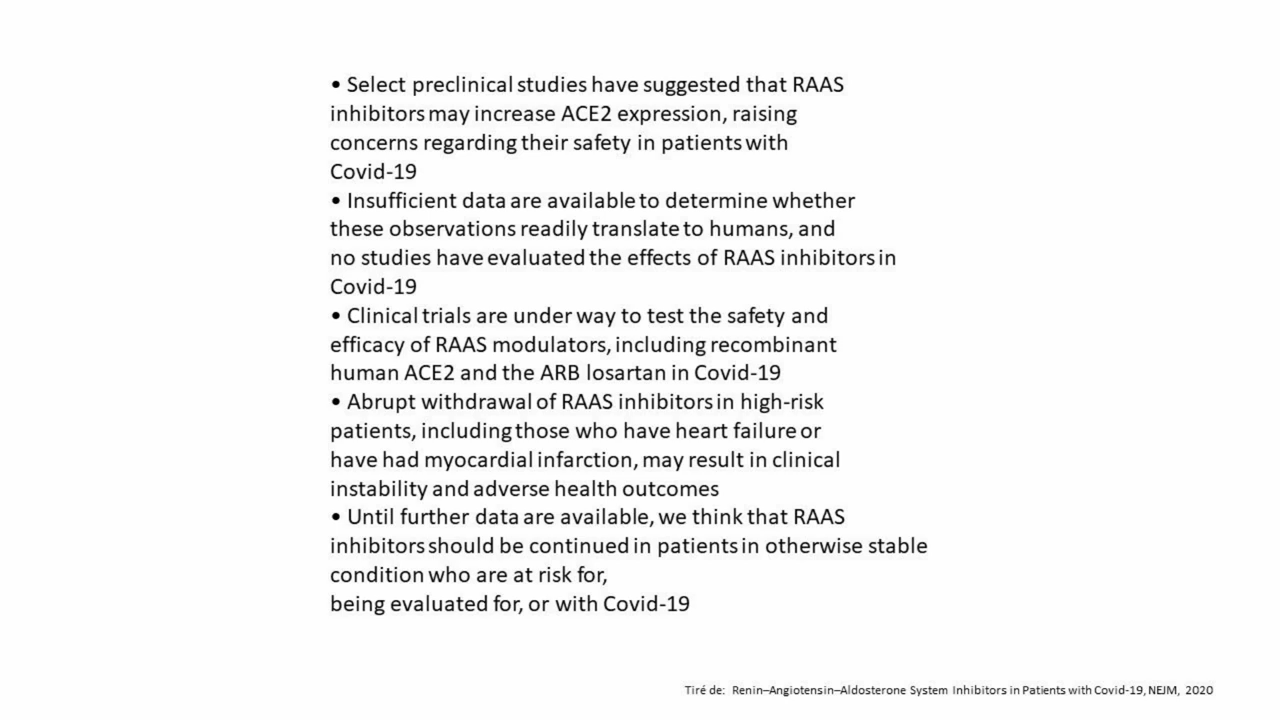 • Select preclinical studies have suggested that RAAS
inhibitors may increase ACE2 expression, raising
concerns regarding their safety in patients with
Covid-19
• Insufficient data are available to determine whether
these observations readily translate to humans, and
no studies have evaluated the effects of RAAS inhibitors in
Covid-19
• Clinical trials are under way to test the safety and
efficacy of RAAS modulators, including recombinant
human ACE2 and the ARB losartan in Covid-19
• Abrupt withdrawal of RAAS inhibitors in high-risk
patients, including those who have heart failure or
have had myocardial infarction, may result in clinical
instability and adverse health outcomes
• Until further data are available, we think that RAAS
inhibitors should be continued in patients in otherwise stable
condition who are at risk for,
being evaluated for, or with Covid-19
Tiré de: Renin–Angiotensin–Aldosterone System Inhibitors in Patients with Covid-19, NEJM, 2020